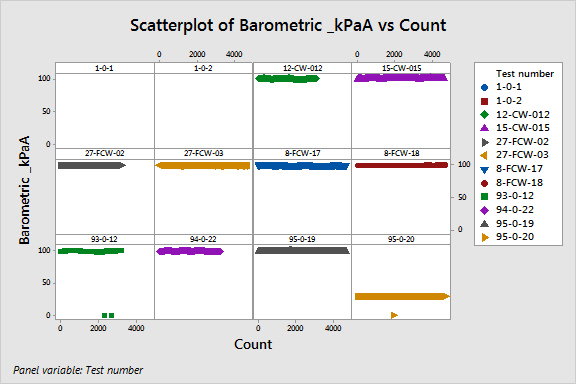 Scatterplot of Barometric _kPaA vs Count
0 2000 4000 0 2000 4000
1-0-1 1-0-2 12-CW-012 15-CW-015
100
50
0
27-FCW-02 27-FCW-03 8-FCW-17 8-FCW-18
100
50
0
93-0-12 94-0-22 95-0-19 95-0-20
100
50
0
0 2000 4000 0 2000 4000
Barometric _kPaA
Count
Test number
1-0-1
1-0-2
12-CW-012
15-CW-015
27-FCW-02
27-FCW-03
8-FCW-17
8-FCW-18
93-0-12
94-0-22
95-0-19
95-0-20
Panel variable: Test number